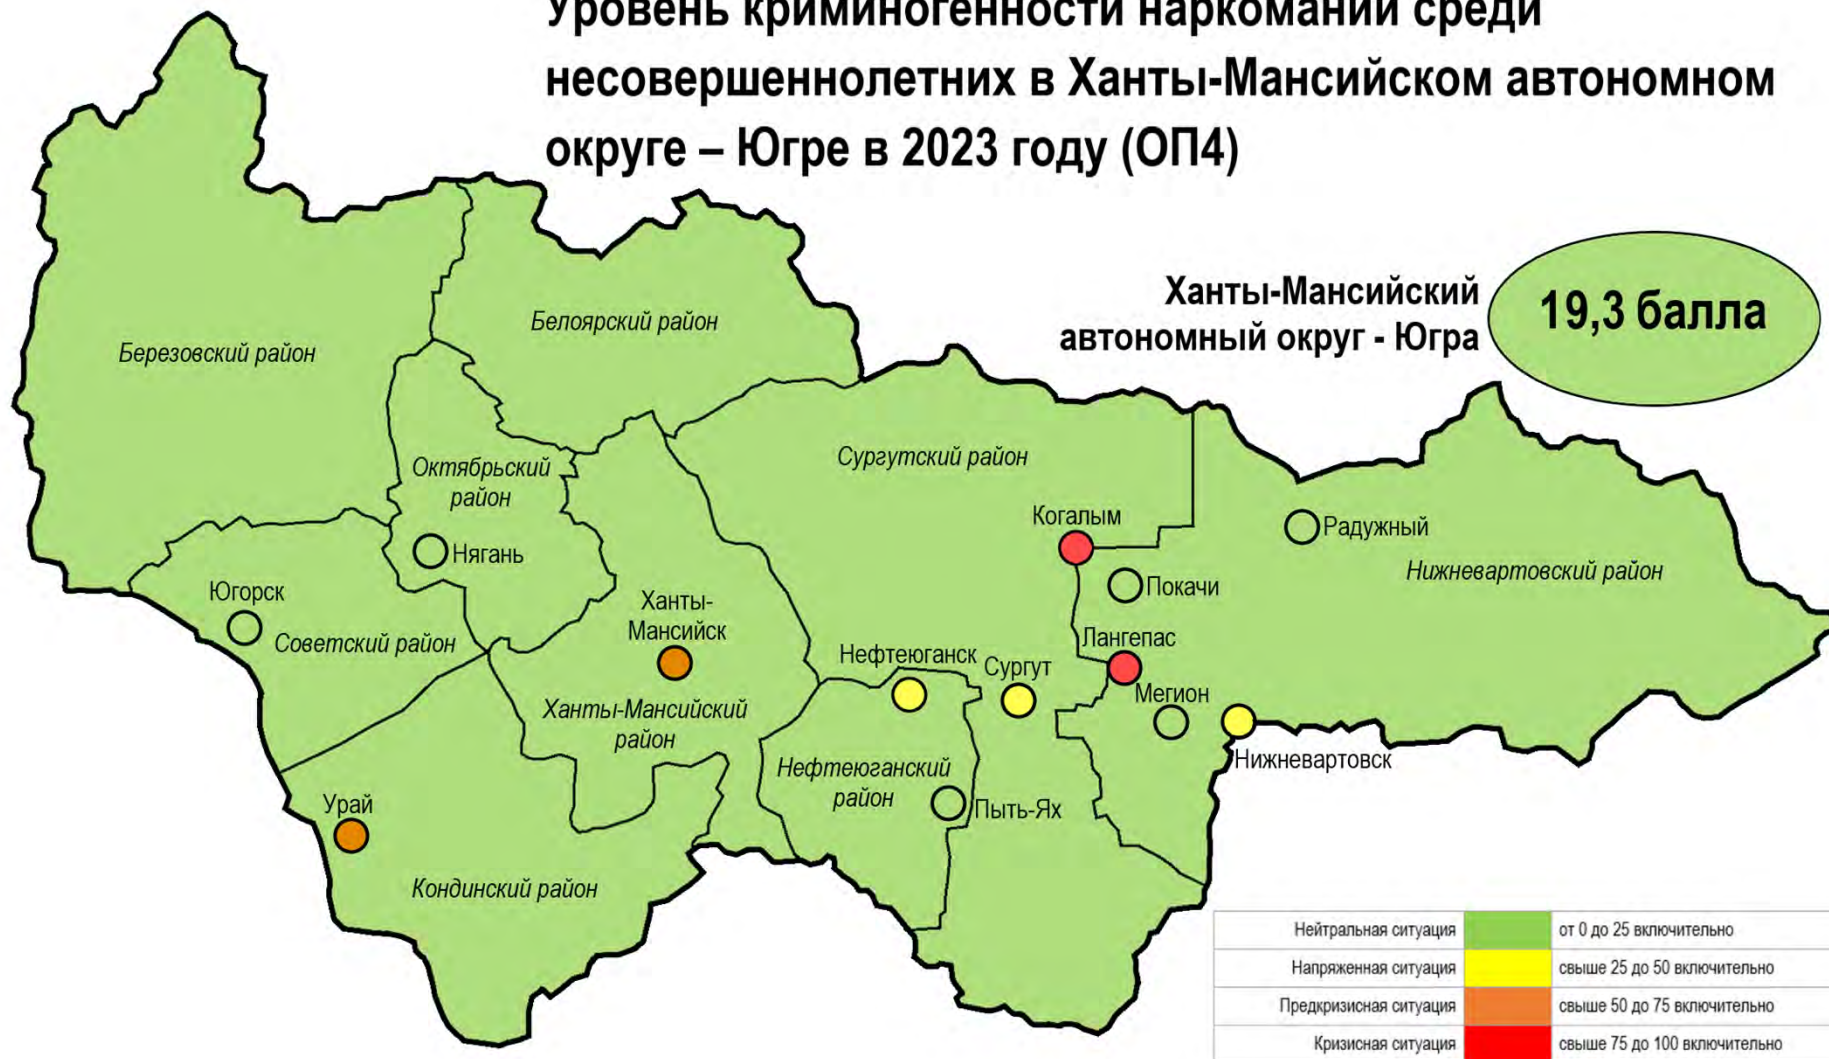 Уровень криминогенности наркомании среди
несовершеннолетних в Ханты-Мансийском автономном
округе – Югре в 2023 году (ОП4)
Ханты-Мансийский
автономный округ - Югра
19,3 балла
Белоярский район
Березовский район
Октябрьский
район
Сургутский район
Когалым
Радужный
Нягань
Нижневартовский район
Югорск
Покачи
Ханты-
Мансийск
Советский район
Лангепас
Нефтеюганск
Сургут
Мегион
Ханты-Мансийский
район
Нижневартовск
Нефтеюганский
район
Пыть-Ях
Урай
Кондинский район
Нейтральная ситуация от 0 до 25 включительно
Напряженная ситуация свыше 25 до 50 включительно
Предкризисная ситуация свыше 50 до 75 включительно
Кризисная ситуация свыше 75 до 100 включительно